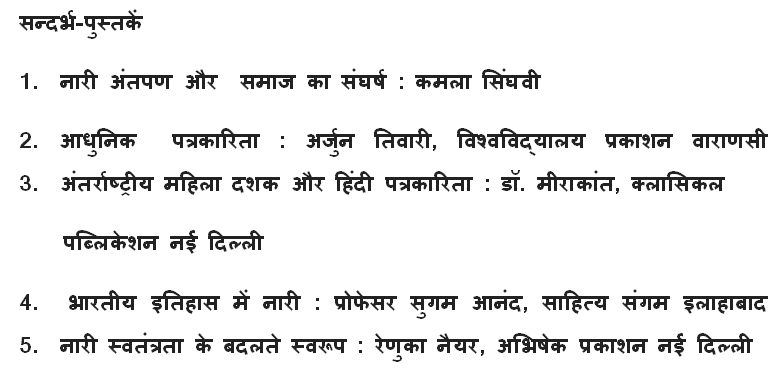 सन्दर्भ-पुस्तकें
1. नारी अंतपण और समाज का संघर्ष : कमला सिंघवी
2. आधुनिक पत्रकारिता : अर्जुन तिवारी, विश्वविद्यालय प्रकाशन वाराणसी
3. अंतर्राष्ट्रीय महिला दशक और हिंदी पत्रकारिता : डॉ. मीराकांत, क्लासिकल
पब्लिकेशन नई दिल्ली
4. भारतीय इतिहास में नारी : प्रोफेसर सुगम आनंद, साहित्य संगम इलाहाबाद
5. नारी स्वतंत्रता के बदलते स्वरूप : रेणुका नैयर, अभिषेक प्रकाशन नई दिल्ली